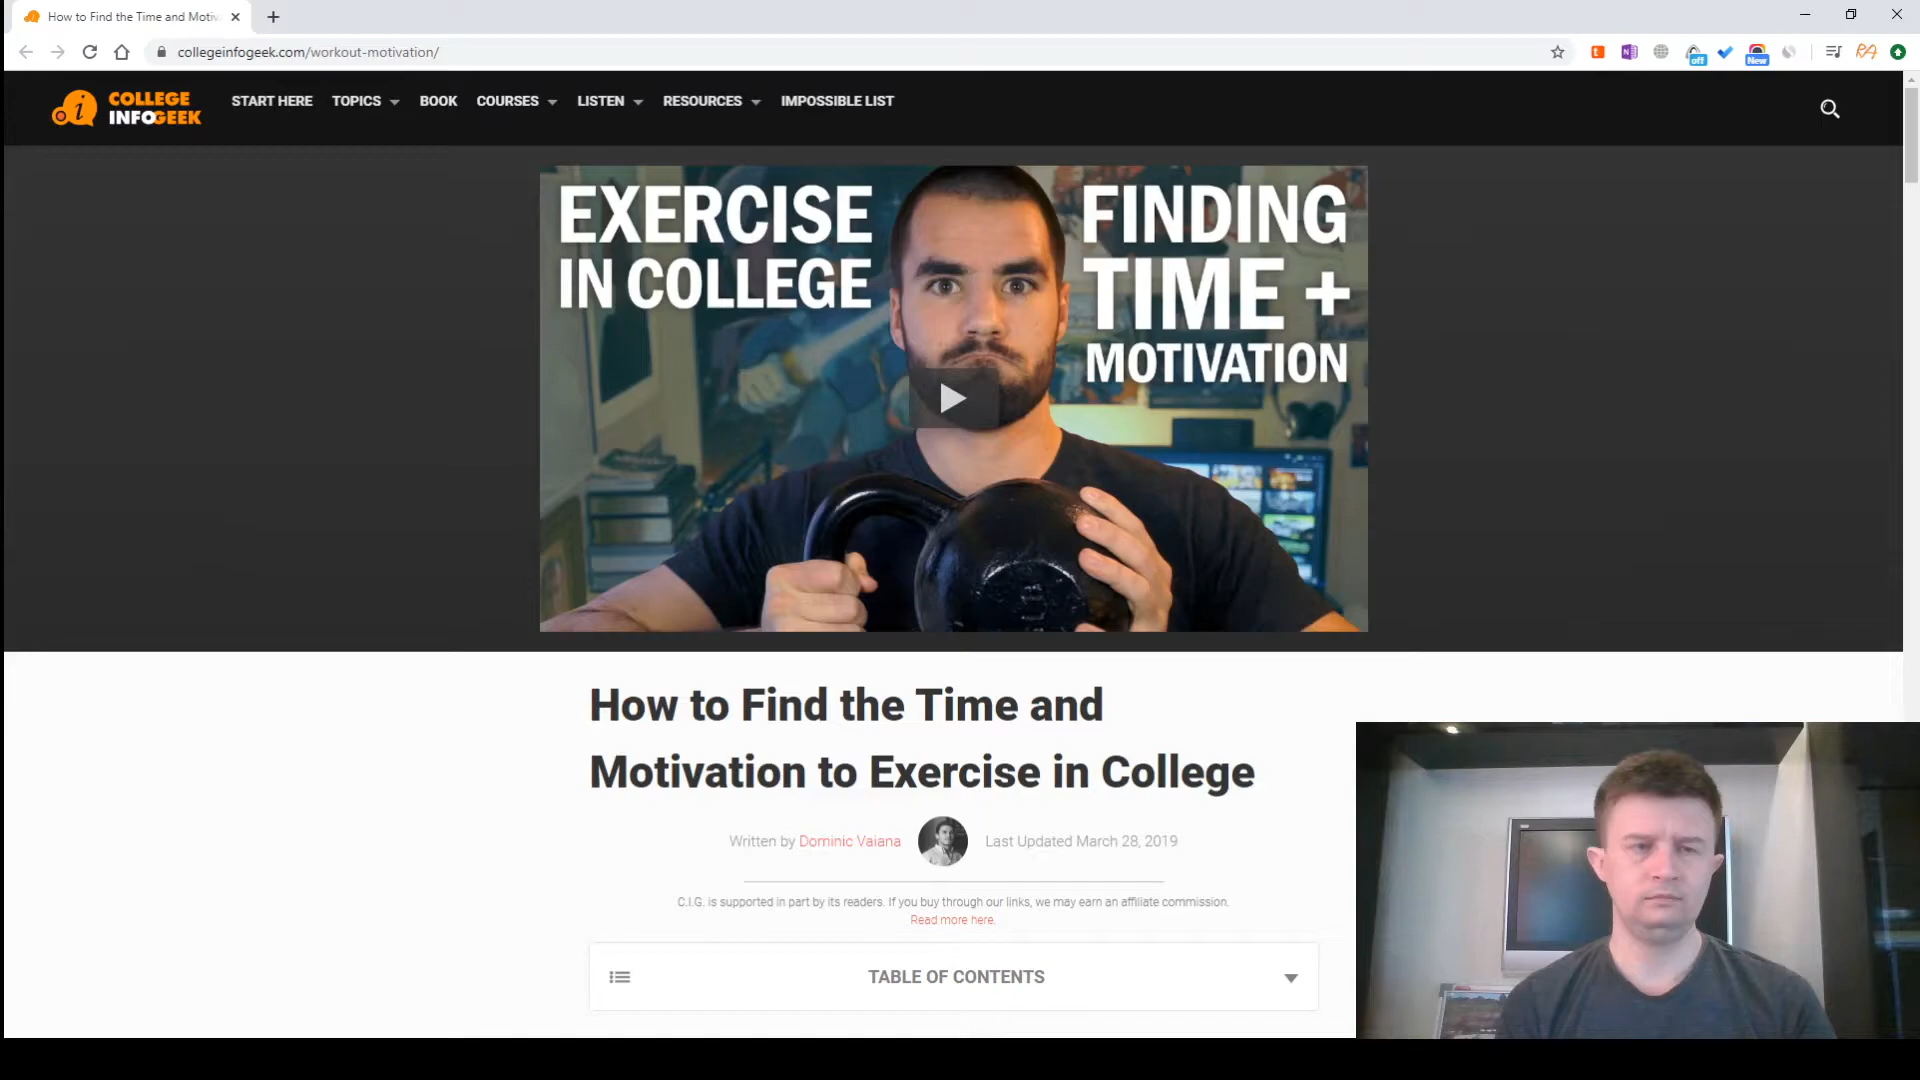 How to Find the Time and Motiv
collegeinfogeek.com/workout-motivation/
off
New
COLLEGE
INFOGEEK
START HERE
TOPICS
BOOK
COURSES
LISTEN
RESOURCES
IMPOSSIBLE LIST
EXERCISE
IN COLLEGE
FINDING
TIME +
MOTIVATION
How to Find the Time and
Motivation to Exercise in College
Written by Dominic Vaiana
Last Updated March 28, 2019
C.I.G. is supported in part by its readers. If you buy through our links, we may earn an affiliate commission.
Read more here.
TABLE OF CONTENTS